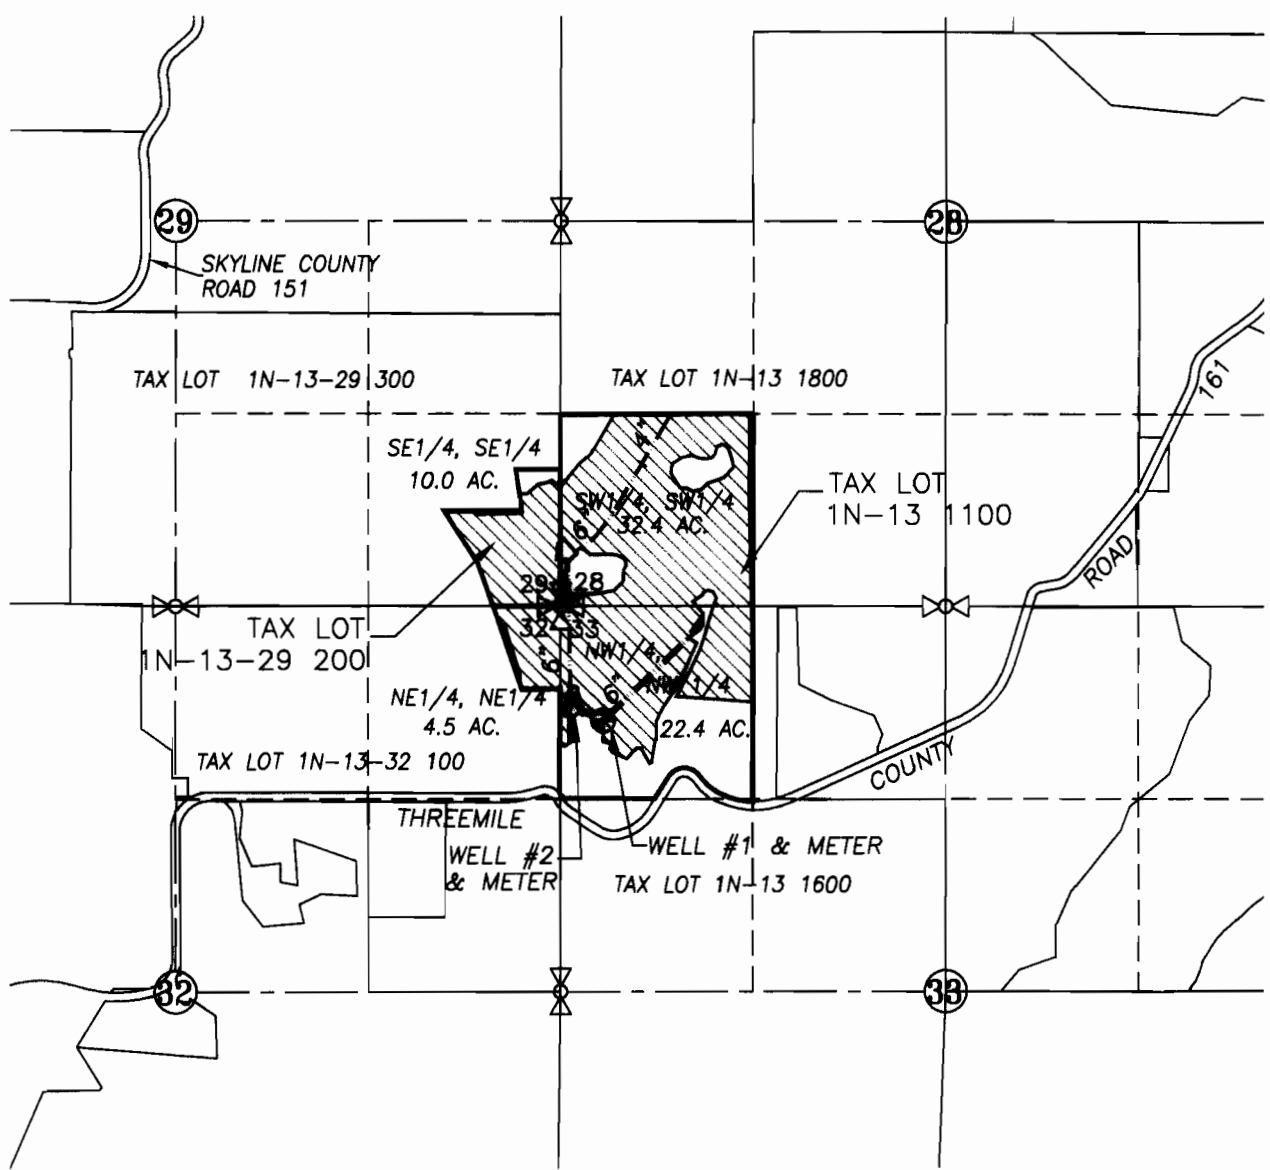 29
28
SKYLINE COUNTY
ROAD 151
TAX LOT 1N-13-29 300
TAX LOT 1N-13 1800
161
4"
SE1/4, SE1/4
10.0 AC.
SW1/4, SW1/4
32.4 AC.
6"
TAX LOT
1N-13 1100
ROAD
29 28
32 33
TAX LOT
1N-13-29 200
6"
NW1/4,
NW1/4
6"
NE1/4, NE1/4
4.5 AC.
22.4 AC.
TAX LOT 1N-13-32 100
COUNTY
THREEMILE
WELL #2
& METER
WELL #1 & METER
TAX LOT 1N-13 1600
32
33